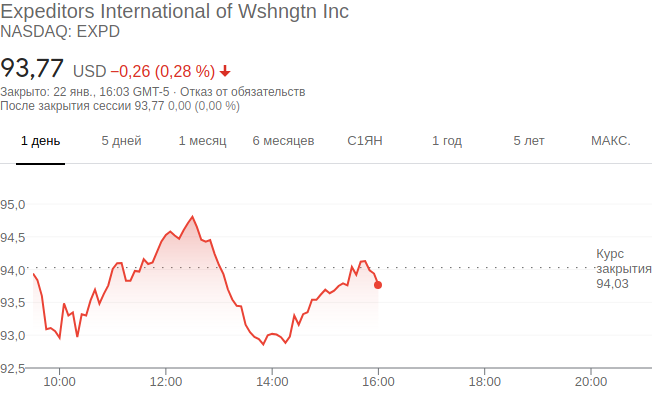 Expeditors International of Wshngtn Inc
NASDAQ: EXPD
93,77 USD −0,26 (0,28 %)
Закрыто: 22 янв., 16:03 GMT-5 · Отказ от обязательств
После закрытия сессии 93,77 0,00 (0,00 %)
1 день 5 дней 1 месяц 6 месяцев С1ЯН 1 год 5 лет МАКС.
95,0
94,5
Курс
94,0 закрытия
94,03
93,5
93,0
92,5
10:00 12:00 14:00 16:00 18:00 20:00